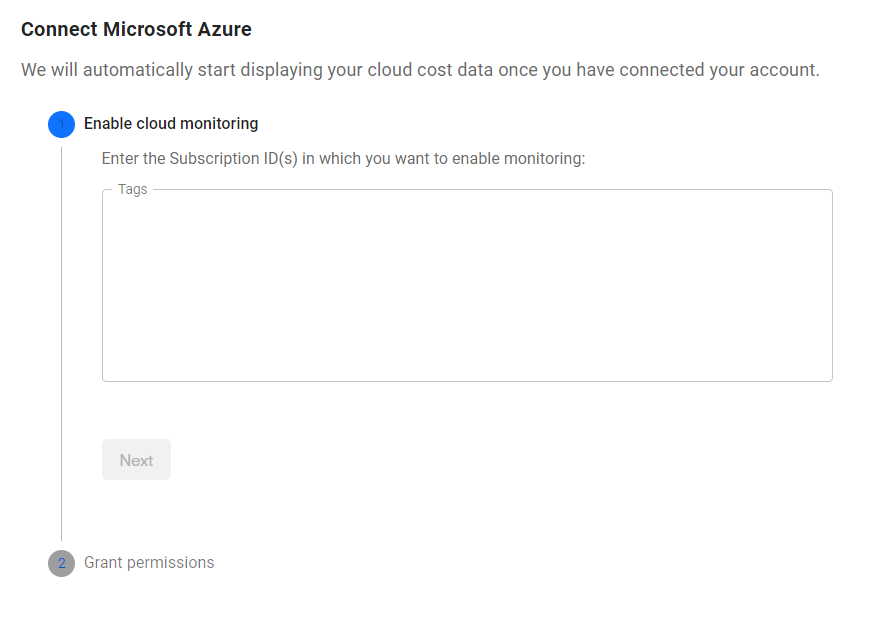 Connect Microsoft Azure
We will automatically start displaying your cloud cost data once you have connected your account.
1 Enable cloud monitoring
Enter the Subscription ID(s) in which you want to enable monitoring:
Tags
Next
2 Grant permissions